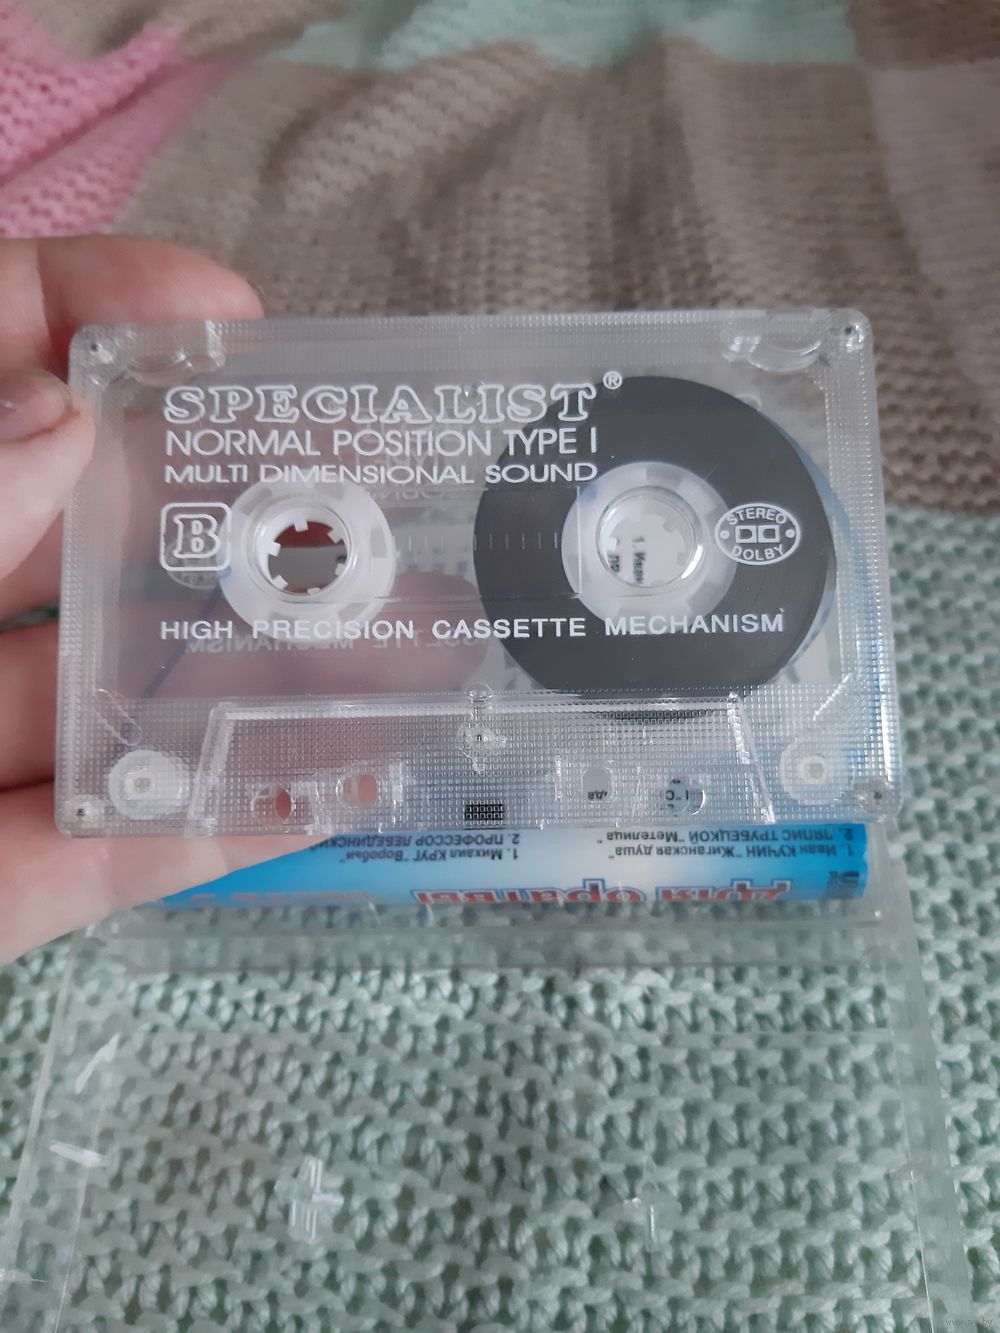 SPECIALIST®
NORMAL POSITION TYPE I
MULTI DIMENSIONAL SOUND
B
STEREO
DOLBY
HIGH PRECISION CASSETTE MECHANISM
Для братвы
1. Иван КУЧИН "Жиганская душа"
2. ЛЯПИС ТРУБЕЦКОЙ "Метелица"
1. Михаил КРУГ "Воробьи"
2. ПРОФЕССОР ЛЕБЕДИНСКИЙ